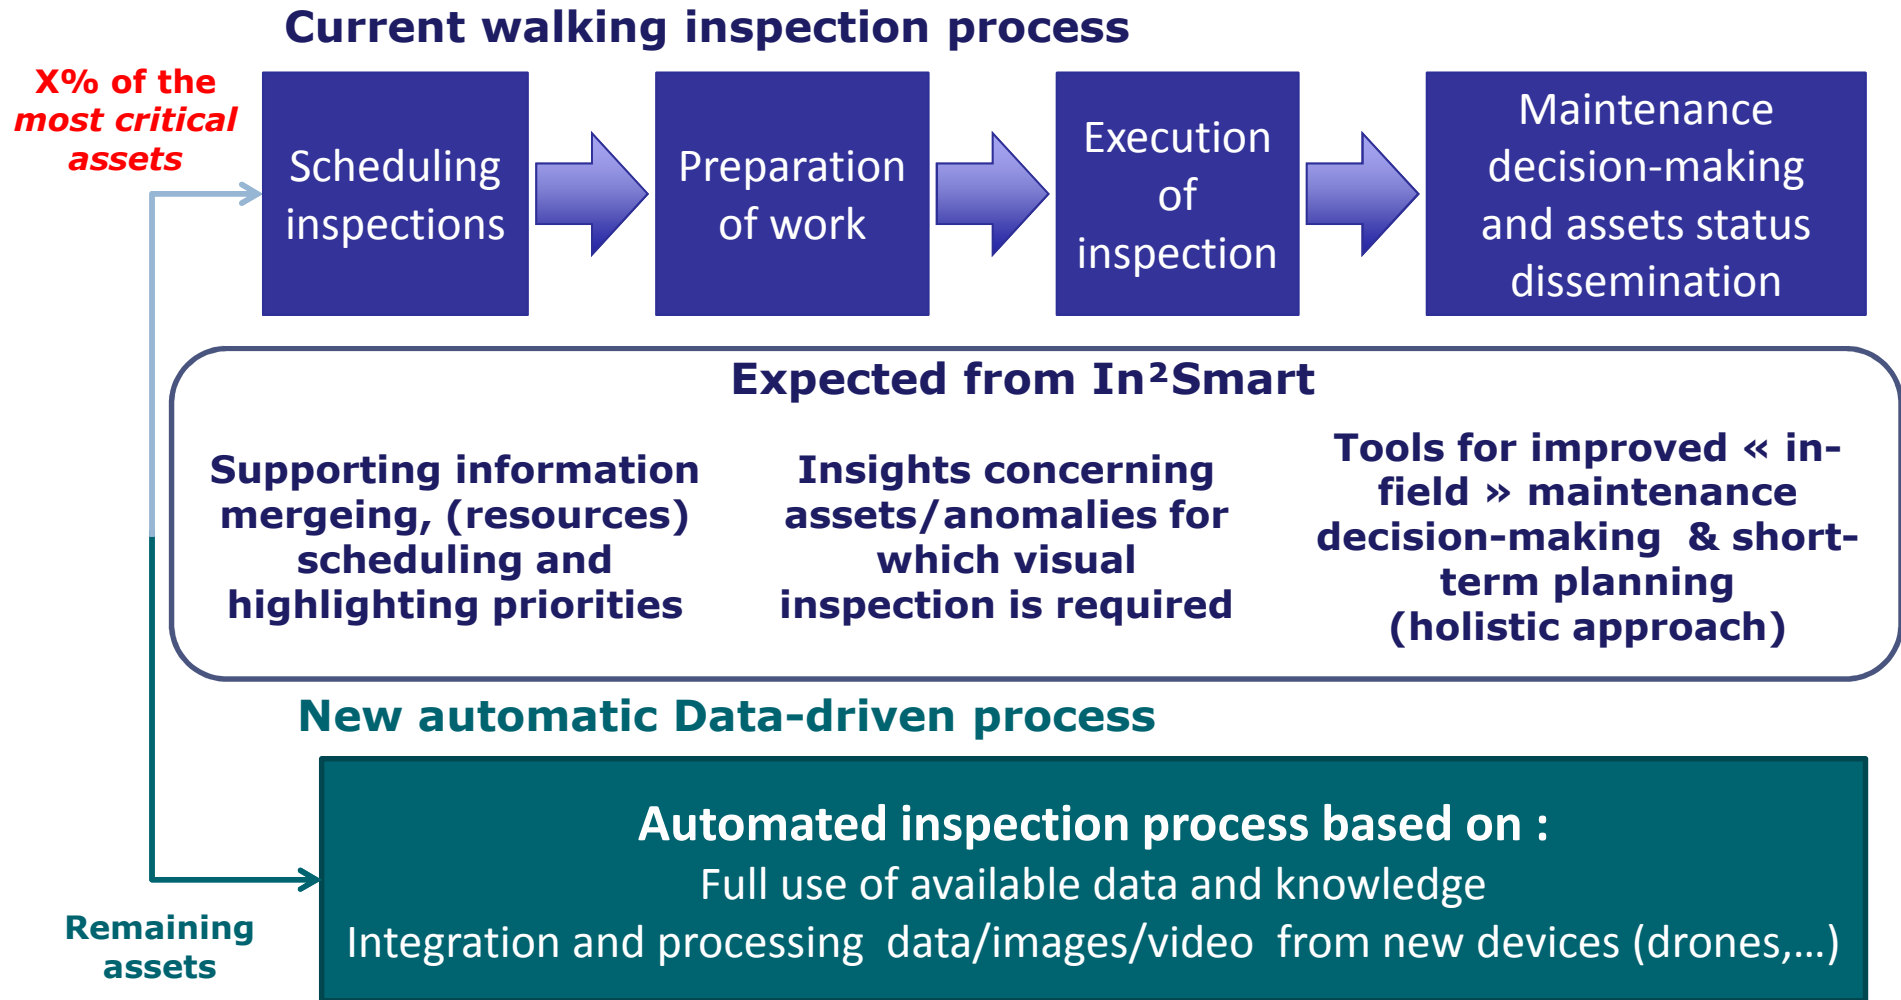 Current walking inspection process
X% of the
most critical
assets
Scheduling
inspections
Preparation
of work
Execution
of
inspection
Maintenance
decision-making
and assets status
dissemination
Expected from In²Smart
Supporting information
mergeing, (resources)
scheduling and
highlighting priorities
Insights concerning
assets/anomalies for
which visual
inspection is required
Tools for improved « in-
field » maintenance
decision-making & short-
term planning
(holistic approach)
New automatic Data-driven process
Automated inspection process based on :
Full use of available data and knowledge
Integration and processing data/images/video from new devices (drones,...)
Remaining
assets